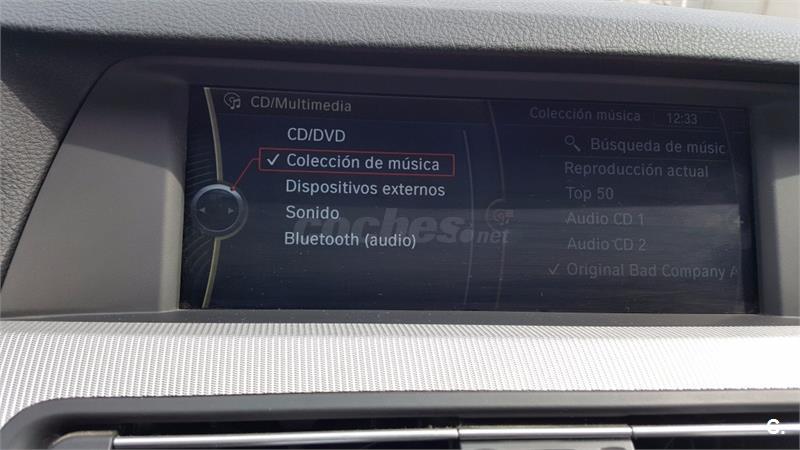 CD/Multimedia
CD/DVD
Colección de música
Dispositivos externos
Sonido
Bluetooth (audio)
Colección música 12:33
Búsqueda de músic
Reproducción actual
Top 50
Audio CD 1
Audio CD 2
Original Bad Company A
coches.net
c.